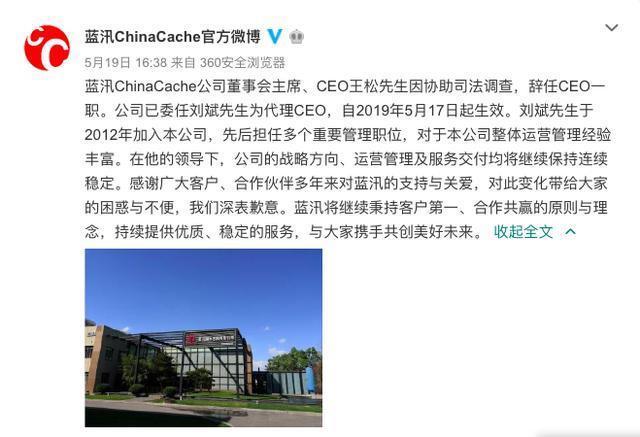 蓝汛ChinaCache官方微博
5月19日 16:38 来自 360安全浏览器
蓝汛ChinaCache公司董事会主席、CEO王松先生因协助司法调查，辞任CEO一
职。公司已委任刘斌先生为代理CEO，自2019年5月17日起生效。刘斌先生于
2012年加入本公司，先后担任多个重要管理职位，对于本公司整体运营管理经验
丰富。在他的领导下，公司的战略方向、运营管理及服务交付均将继续保持连续
稳定。感谢广大客户、合作伙伴多年来对蓝汛的支持与关爱，对此变化带给大家
的困惑与不便，我们深表歉意。蓝汛将继续秉持客户第一、合作共赢的原则与理
念，持续提供优质、稳定的服务，与大家携手共创美好未来。 收起全文